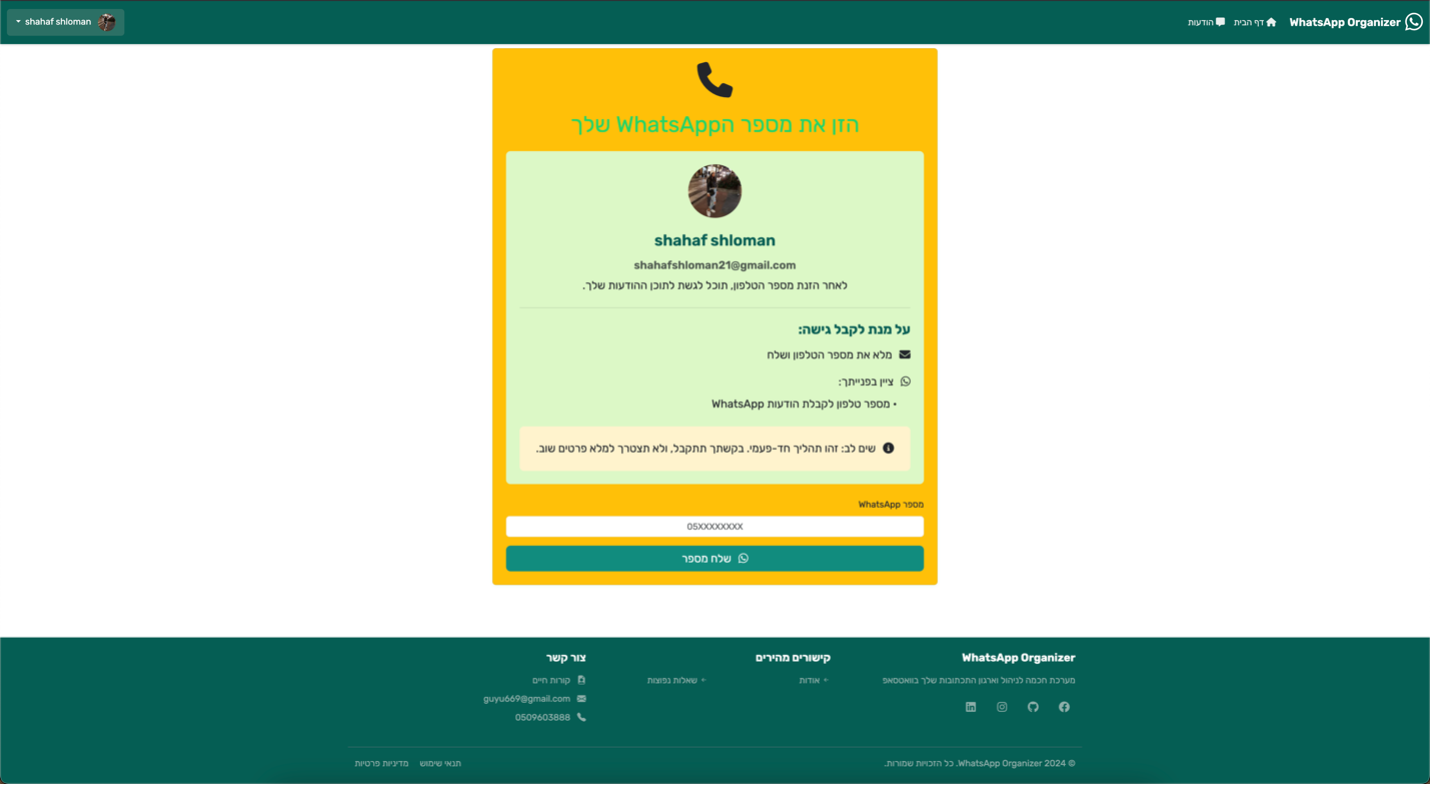 WhatsApp Organizer
דף הבית
הודעות
shahaf shloman
הזן את מספר הWhatsApp שלך
shahaf shloman
shahafshloman21@gmail.com
לאחר הזנת מספר הטלפון, תוכל לגשת לתוכן ההודעות שלך.
על מנת לקבל גישה:
מלא את מספר הטלפון ושלח
ציין בפנייתך:
• מספר טלפון לקבלת הודעות WhatsApp
שים לב: זהו תהליך חד-פעמי. בקשתך תתקבל, ולא תצטרך למלא פרטים שוב.
מספר WhatsApp
05XXXXXXXX
שלח מספר
WhatsApp Organizer
מערכת חכמה לניהול וארגון התכתובות שלך בוואטסאפ
קישורים מהירים
אודות
שאלות נפוצות
צור קשר
קורות חיים
guyu669@gmail.com
0509603888
© 2024 WhatsApp Organizer. כל הזכויות שמורות.
תנאי שימוש
מדיניות פרטיות